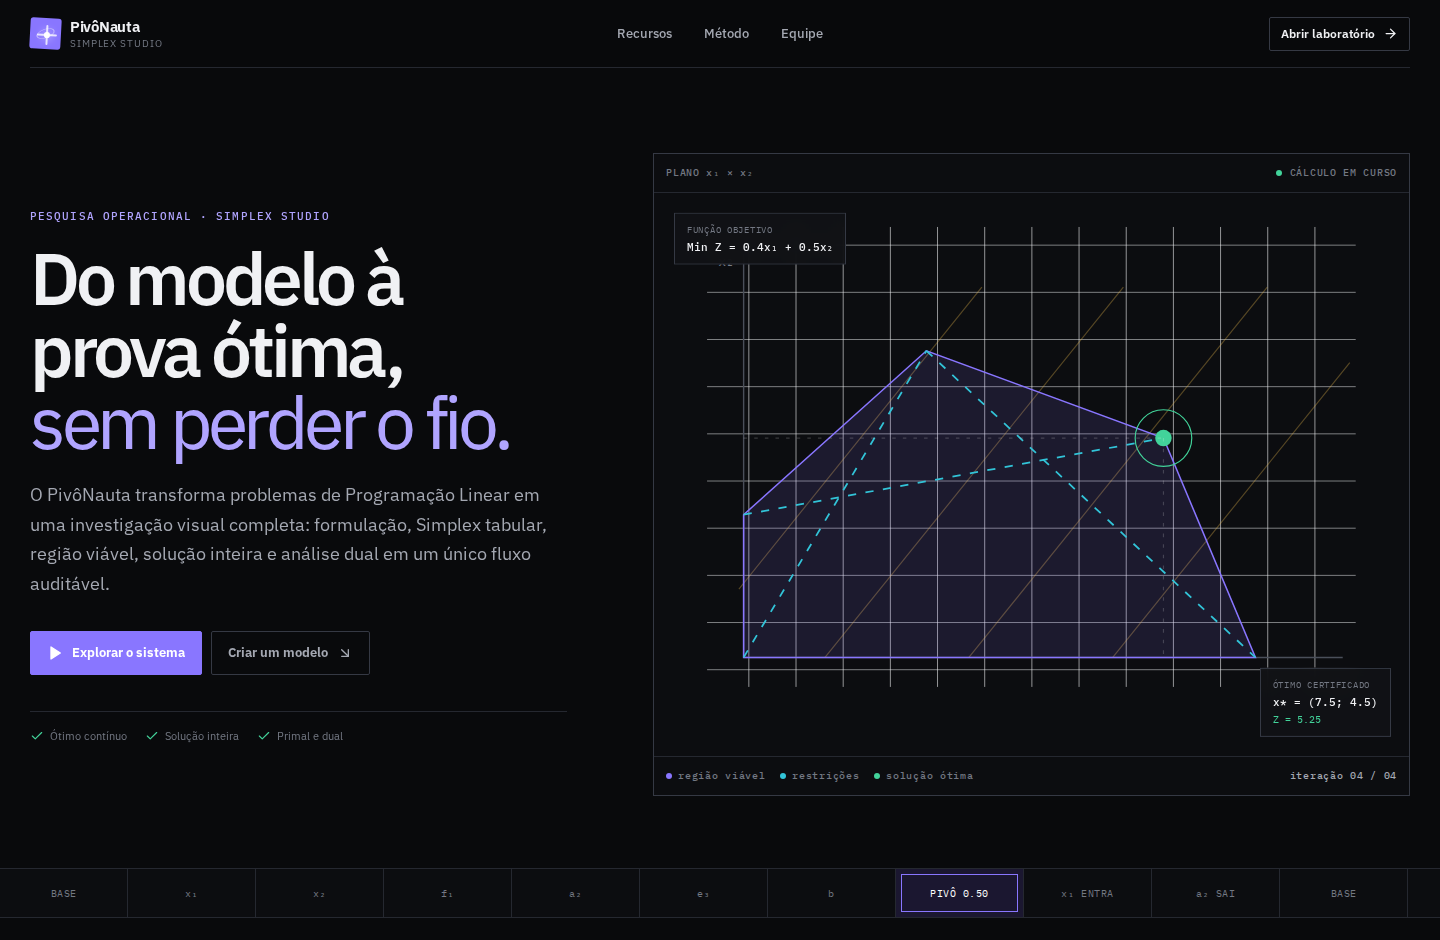 PivôNauta
SIMPLEX STUDIO
Recursos
Método
Equipe
Abrir laboratório
PESQUISA OPERACIONAL · SIMPLEX STUDIO
Do modelo à
prova ótima,
sem perder o fio.
O PivôNauta transforma problemas de Programação Linear em
uma investigação visual completa: formulação, Simplex tabular,
região viável, solução inteira e análise dual em um único fluxo
auditável.
Explorar o sistema
Criar um modelo
Ótimo contínuo
Solução inteira
Primal e dual
PLANO x₁ × x₂
CÁLCULO EM CURSO
FUNÇÃO OBJETIVO
Min Z = 0.4x₁ + 0.5x₂
ÓTIMO CERTIFICADO
x★ = (7.5; 4.5)
Z = 5.25
região viável
restrições
solução ótima
iteração 04 / 04
BASE
x₁
x₂
f₁
a₂
e₃
b
PIVÔ 0.50
x₁ ENTRA
a₂ SAI
BASE